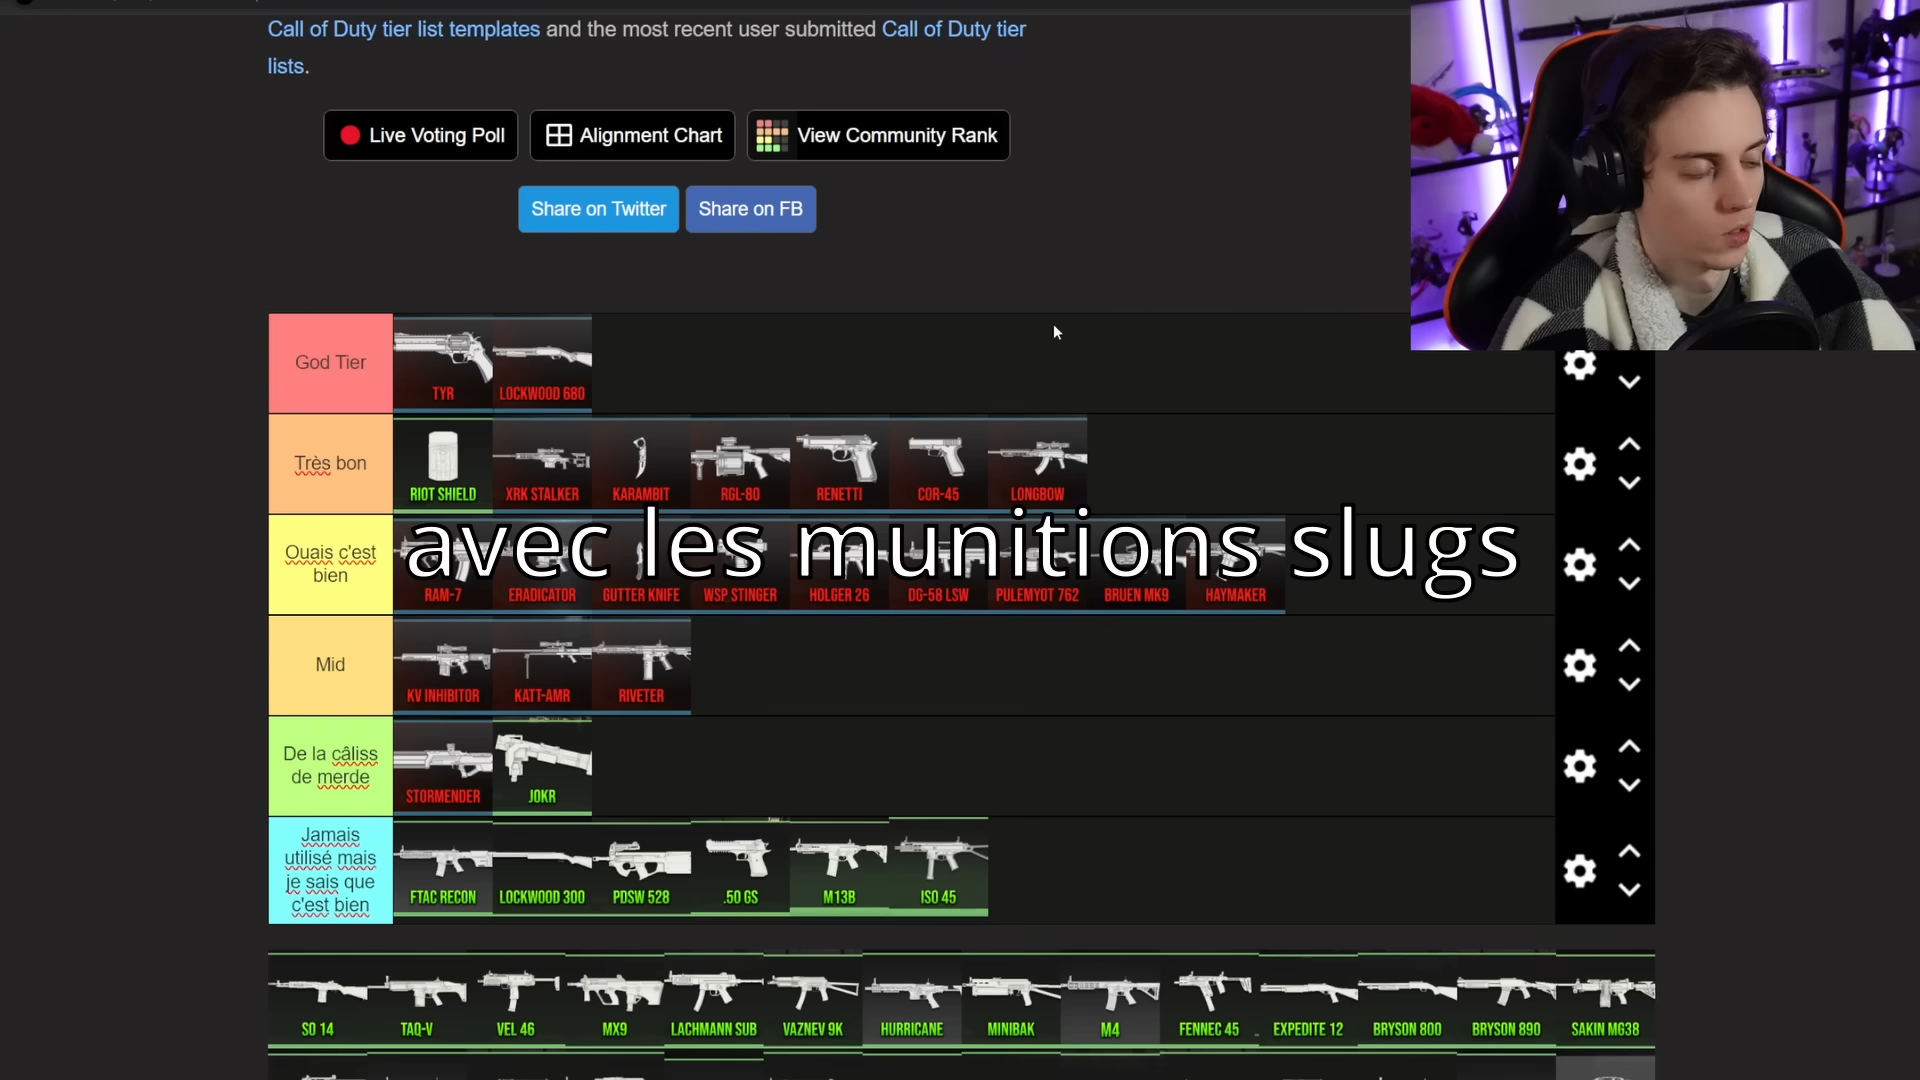 Call of Duty tier list templates and the most recent user submitted Call of Duty tier
lists.
Live Voting Poll
Alignment Chart
View Community Rank
Share on Twitter
Share on FB
God Tier
TYR
LOCKWOOD 680
Très bon
RIOT SHIELD
XRK STALKER
KARAMBIT
RGL-80
RENETTI
COR-45
LONGBOW
avec les munitions slugs
Ouais c'est
bien
RAM-7
ERADICATOR
GUTTER KNIFE
WSP STINGER
HOLGER 26
DG-58 LSW
PULEMYOT 762
BRUEN MK9
HAYMAKER
Mid
KV INHIBITOR
KATT-AMR
RIVETER
De la câliss
de merde
STORMENDER
JOKR
Jamais
utilisé mais
je sais que
c'est bien
FTAC RECON
LOCKWOOD 300
PDSW 528
.50 GS
M13B
ISO 45
SO 14
TAQ-V
VEL 46
MX9
LACHMANN SUB
VAZNEV 9K
HURRICANE
MINIBAK
M4
FENNEC 45
EXPEDITE 12
BRYSON 800
BRYSON 890
SAKIN MG38